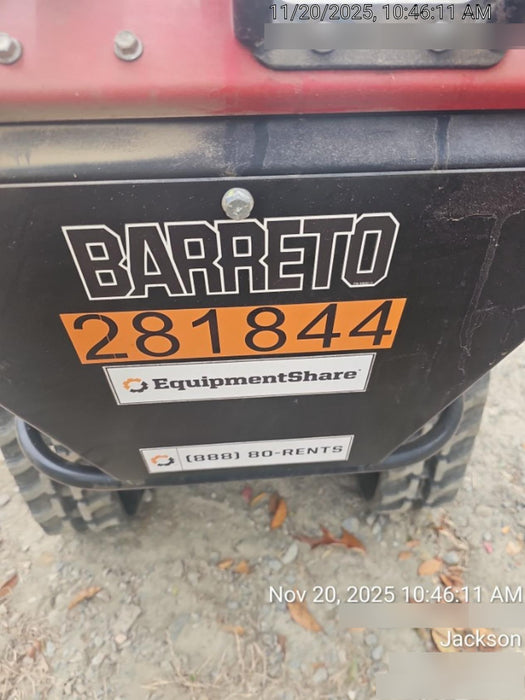 11/20/2025, 10:46:11 AM
BARRETO
281844
EquipmentShare
(888) 80-RENTS
Nov 20, 2025 10:46:11 AM
Jackson